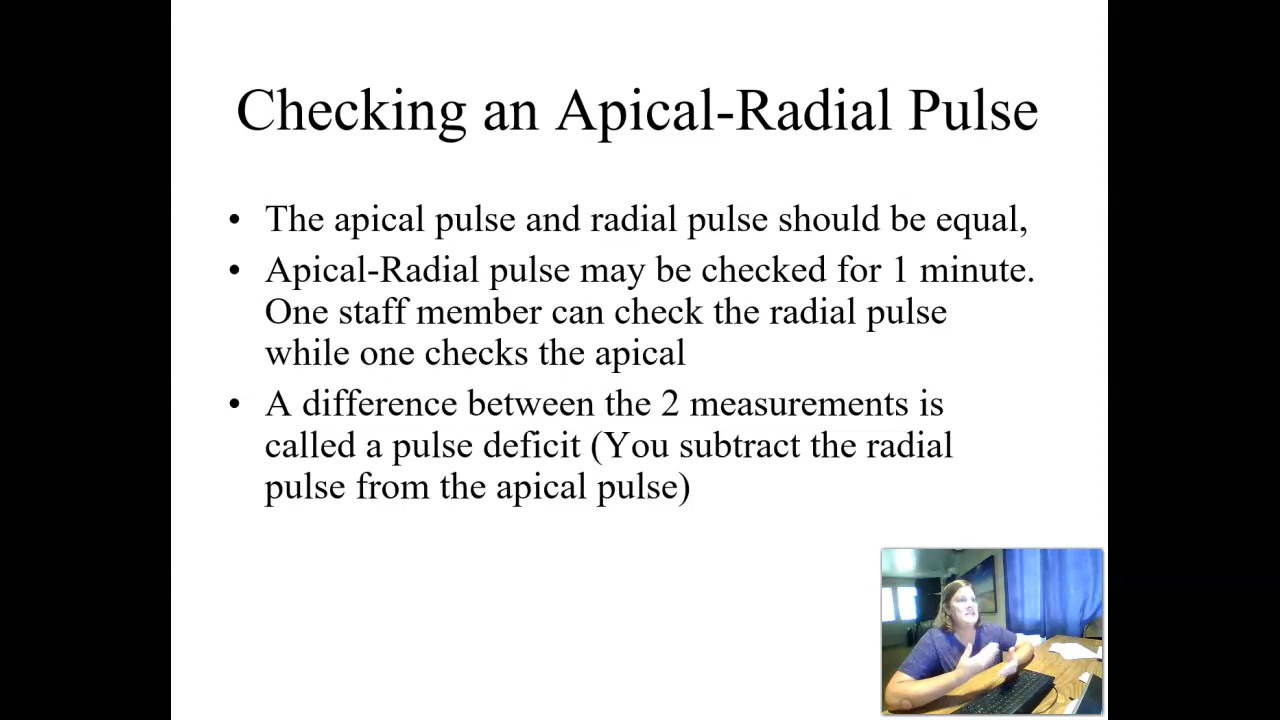 Checking an Apical-Radial Pulse
• The apical pulse and radial pulse should be equal,
• Apical-Radial pulse may be checked for 1 minute.
One staff member can check the radial pulse
while one checks the apical
• A difference between the 2 measurements is
called a pulse deficit (You subtract the radial
pulse from the apical pulse)